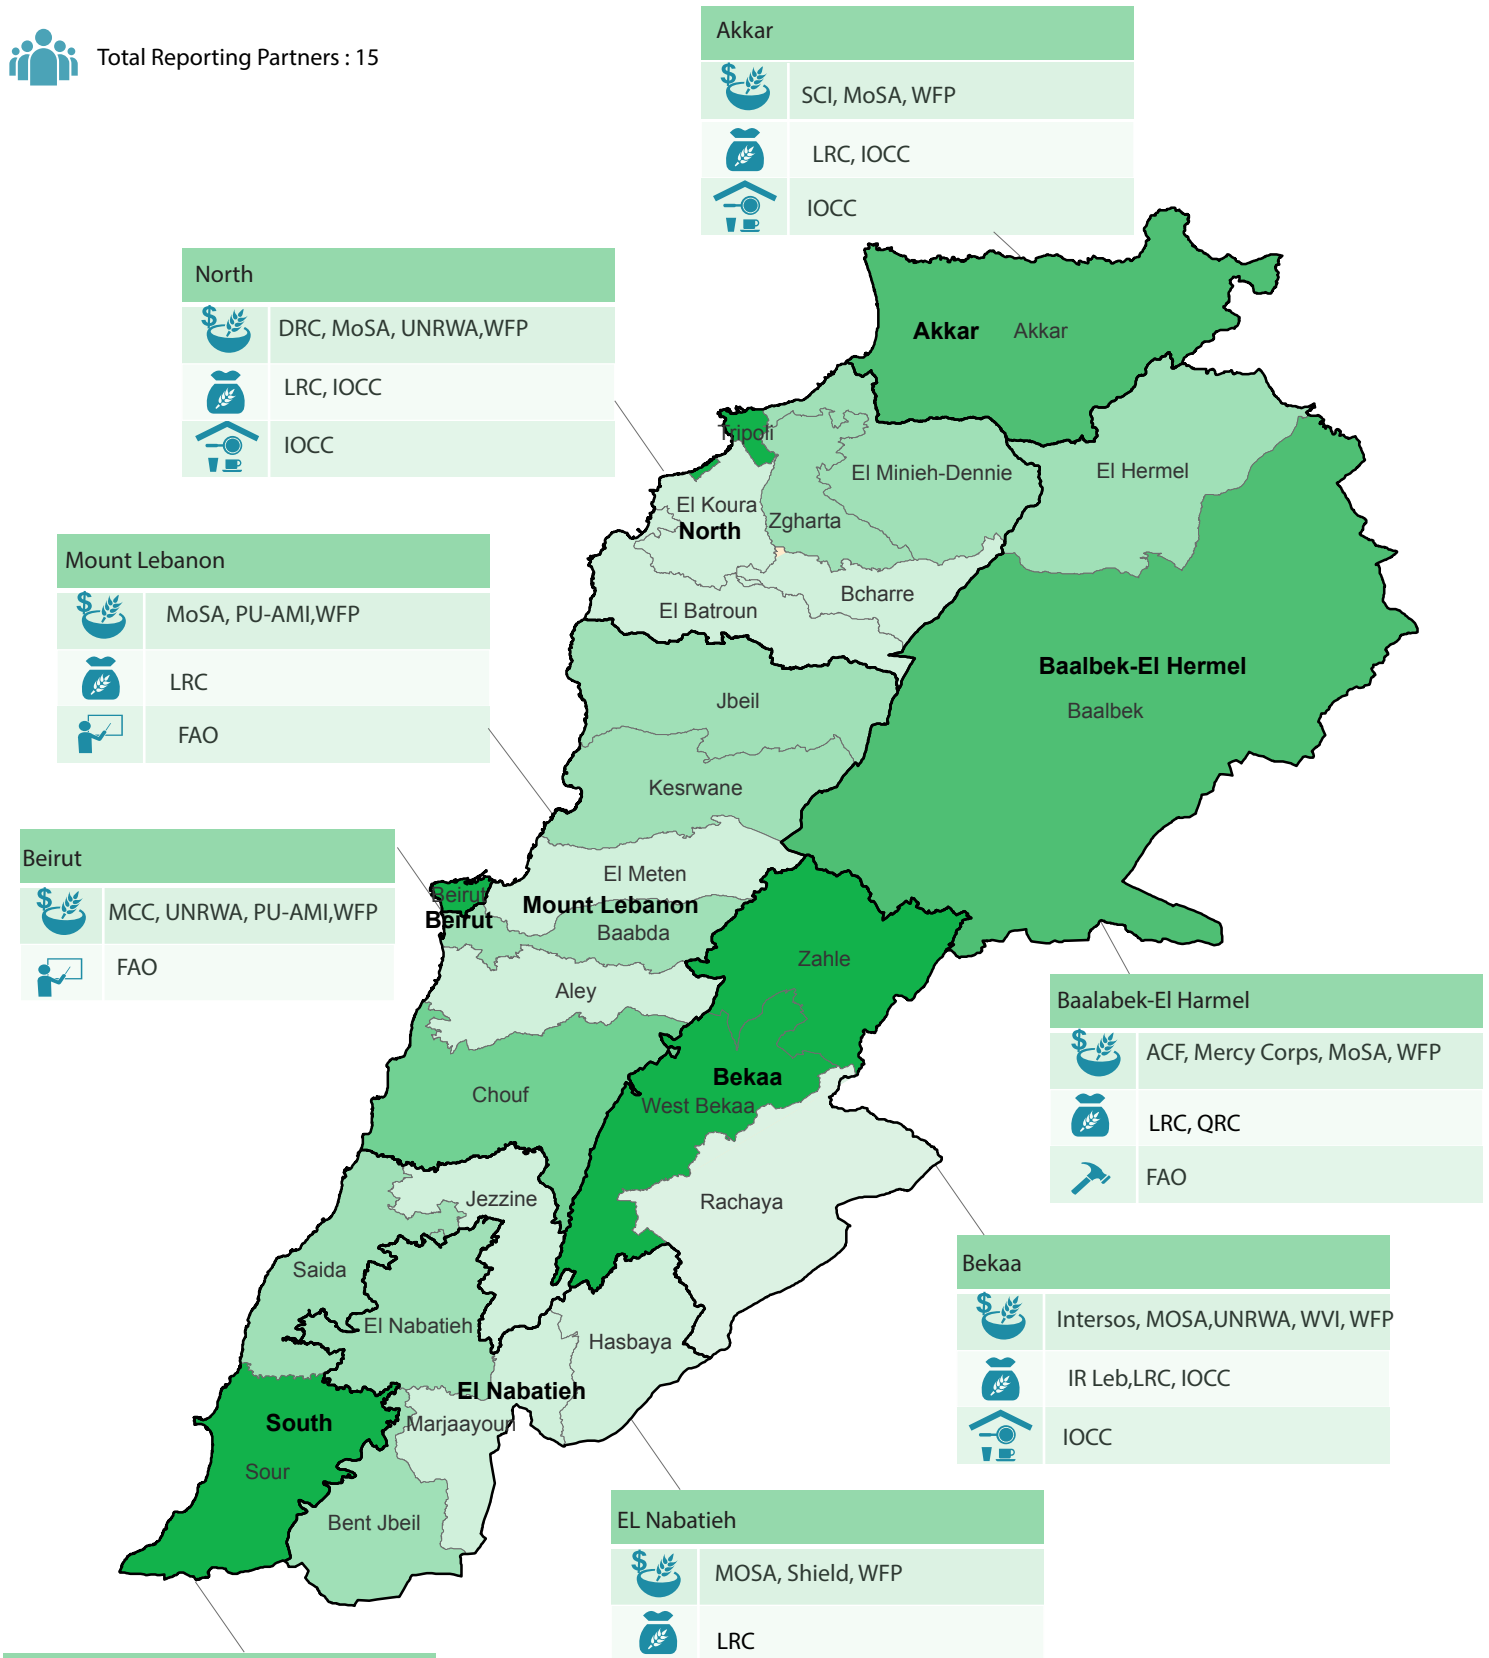 Total Reporting Partners : 15
Akkar
SCI, MoSA, WFP
LRC, IOCC
IOCC
North
DRC, MoSA, UNRWA,WFP
LRC, IOCC
IOCC
Mount Lebanon
MoSA, PU-AMI,WFP
LRC
FAO
Beirut
MCC, UNRWA, PU-AMI,WFP
FAO
Baalabek-El Harmel
ACF, Mercy Corps, MoSA, WFP
LRC, QRC
FAO
Bekaa
Intersos, MOSA,UNRWA, WVI, WFP
IR Leb,LRC, IOCC
IOCC
EL Nabatieh
MOSA, Shield, WFP
LRC
Akkar
Akkar
Tripoli
El Minieh-Dennie
El Hermel
El Koura
Zgharta
North
Bcharre
El Batroun
Baalbek-El Hermel
Baalbek
Jbeil
Kesrwane
El Meten
Beirut
Beirut
Mount Lebanon
Baabda
Zahle
Aley
Bekaa
West Bekaa
Chouf
Rachaya
Jezzine
Saida
El Nabatieh
Hasbaya
El Nabatieh
South
Marjaayoun
Sour
Bent Jbeil